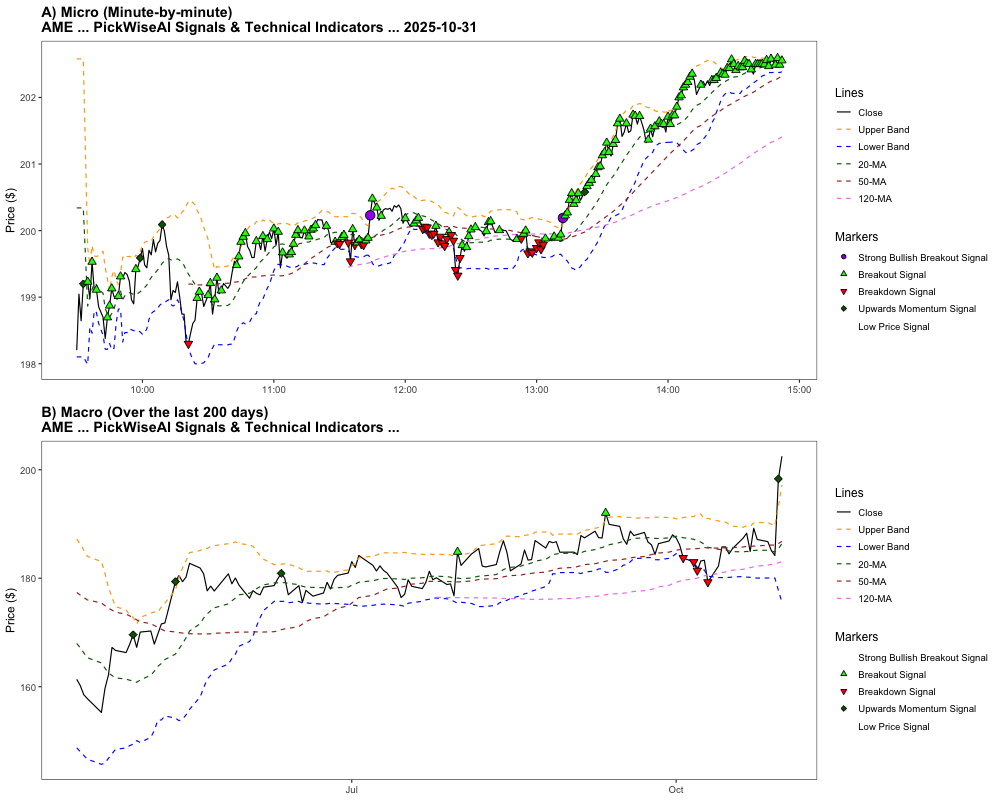 A) Micro (Minute-by-minute)
AME ... PickWiseAI Signals & Technical Indicators ... 2025-10-31
Price ($)
202
201
200
199
198
10:00
11:00
12:00
13:00
14:00
15:00
Lines
Close
Upper Band
Lower Band
20-MA
50-MA
120-MA
Markers
Strong Bullish Breakout Signal
Breakout Signal
Breakdown Signal
Upwards Momentum Signal
Low Price Signal
B) Macro (Over the last 200 days)
AME ... PickWiseAI Signals & Technical Indicators ...
Price ($)
200
180
160
Jul
Oct
Lines
Close
Upper Band
Lower Band
20-MA
50-MA
120-MA
Markers
Strong Bullish Breakout Signal
Breakout Signal
Breakdown Signal
Upwards Momentum Signal
Low Price Signal